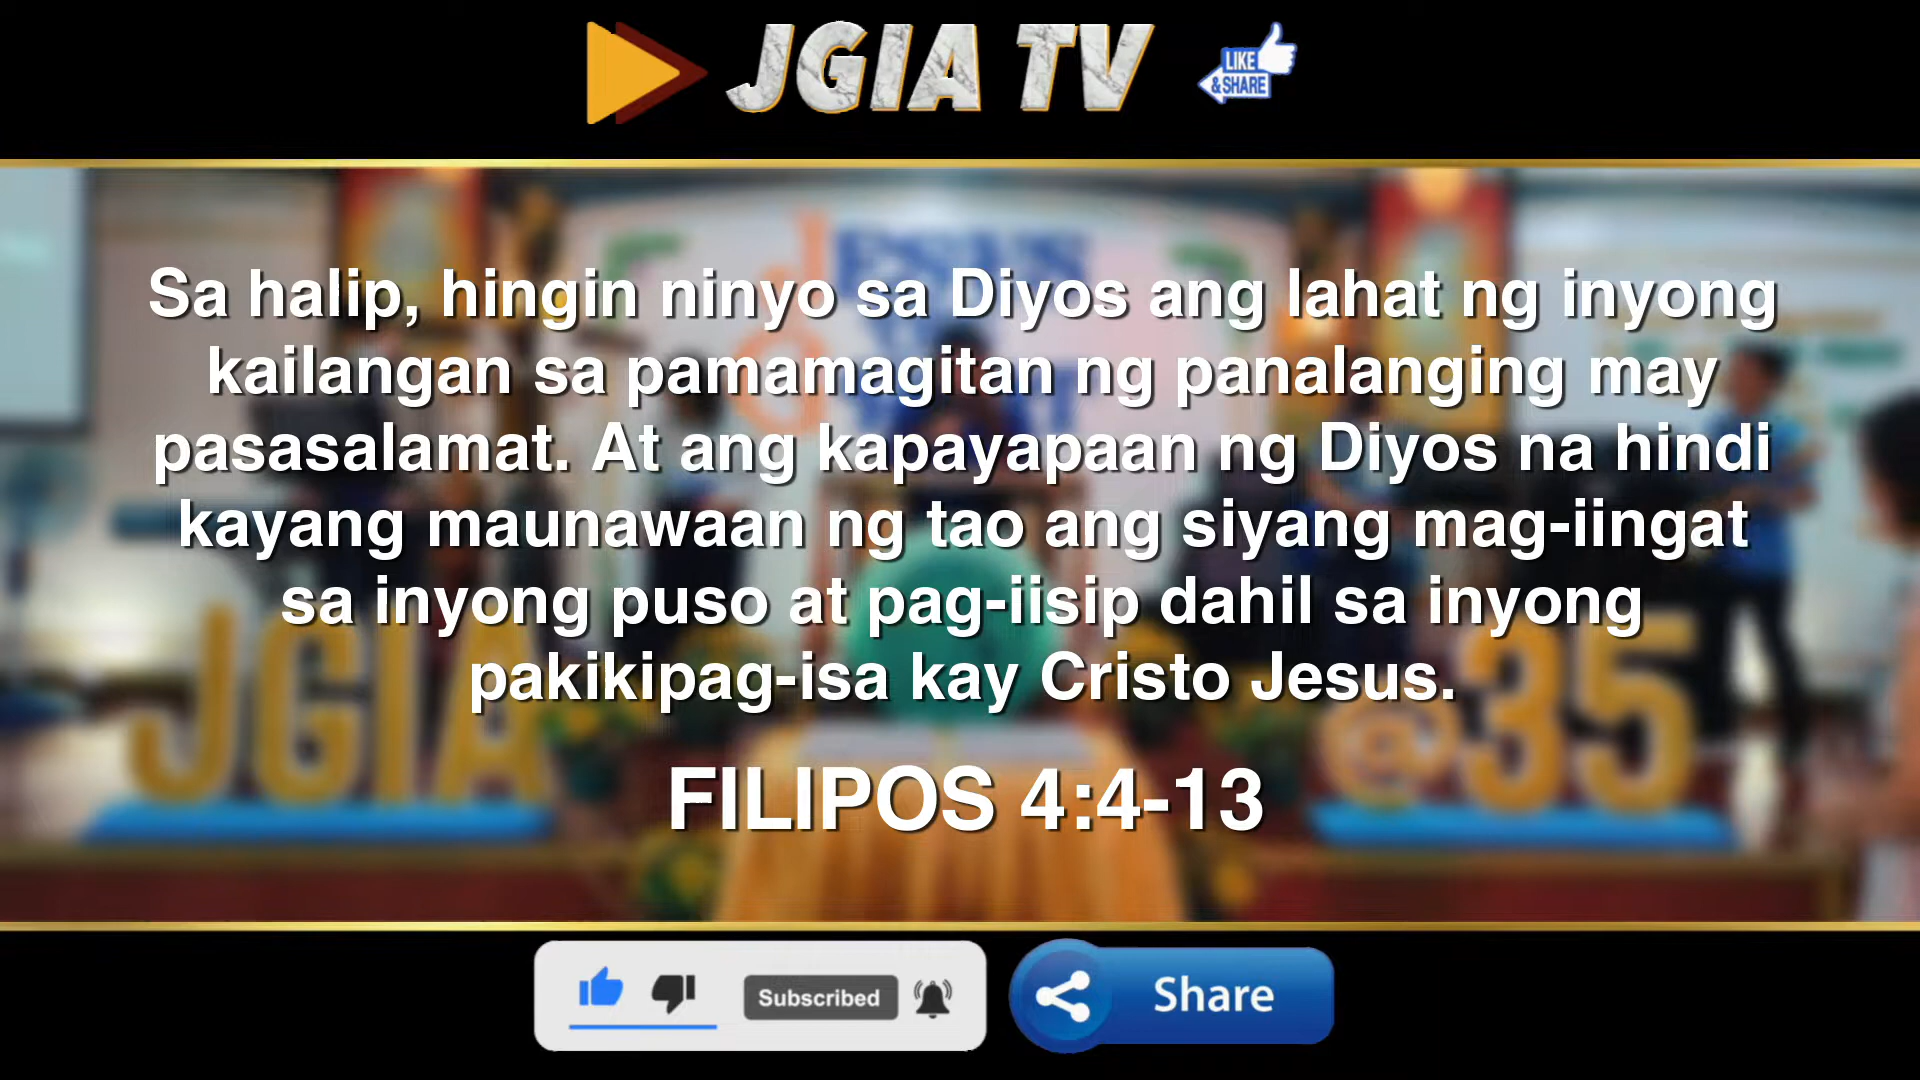 JGIA TV
LIKE
& SHARE
Sa halip, hingin ninyo sa Diyos ang lahat ng inyong
kailangan sa pamamagitan ng panalanging may
pasasalamat. At ang kapayapaan ng Diyos na hindi
kayang maunawaan ng tao ang siyang mag-iingat
sa inyong puso at pag-iisip dahil sa inyong
pakikipag-isa kay Cristo Jesus.
JGIA
@35
FILIPOS 4:4-13
Subscribed
Share